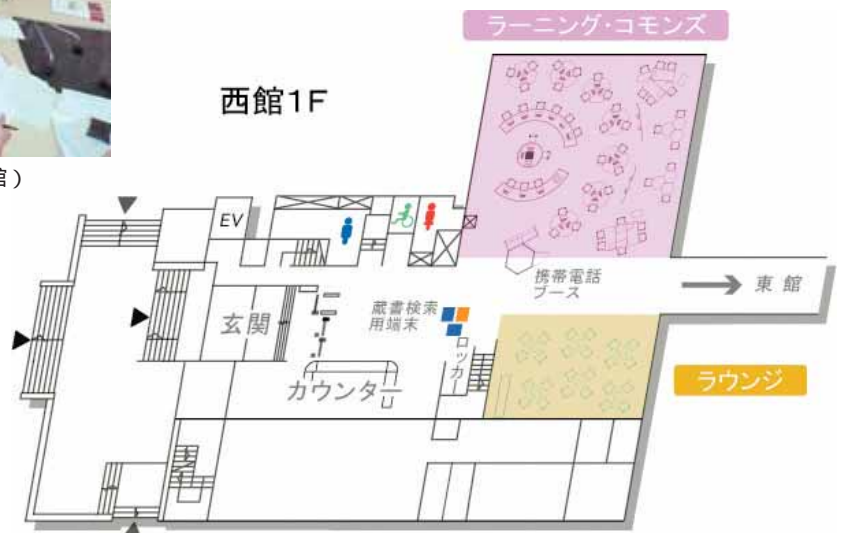 ラーニング・コモンズ
西館1F
館）
EV
携帯電話
ブース
東館
玄関
蔵書検索
用端末
ロッカー
カウンター
ラウンジ